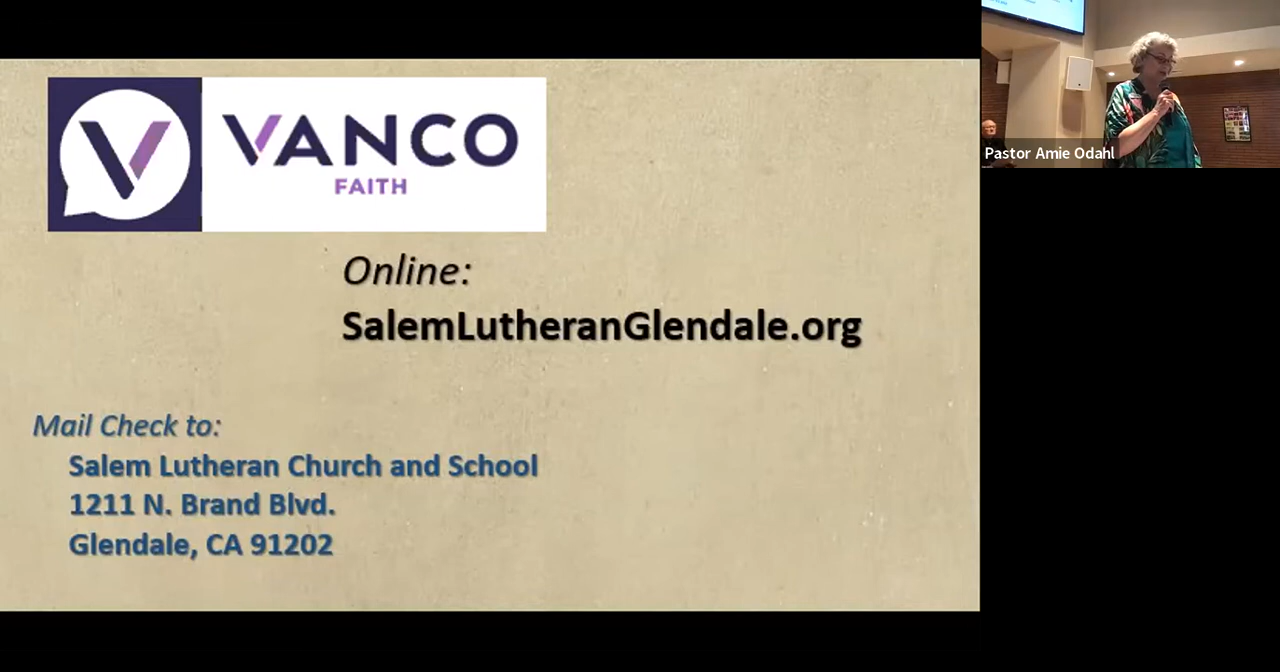 VANCO
FAITH
Online:
SalemLutheranGlendale.org
Mail Check to:
Salem Lutheran Church and School
1211 N. Brand Blvd.
Glendale, CA 91202
Pastor Amie Odahl